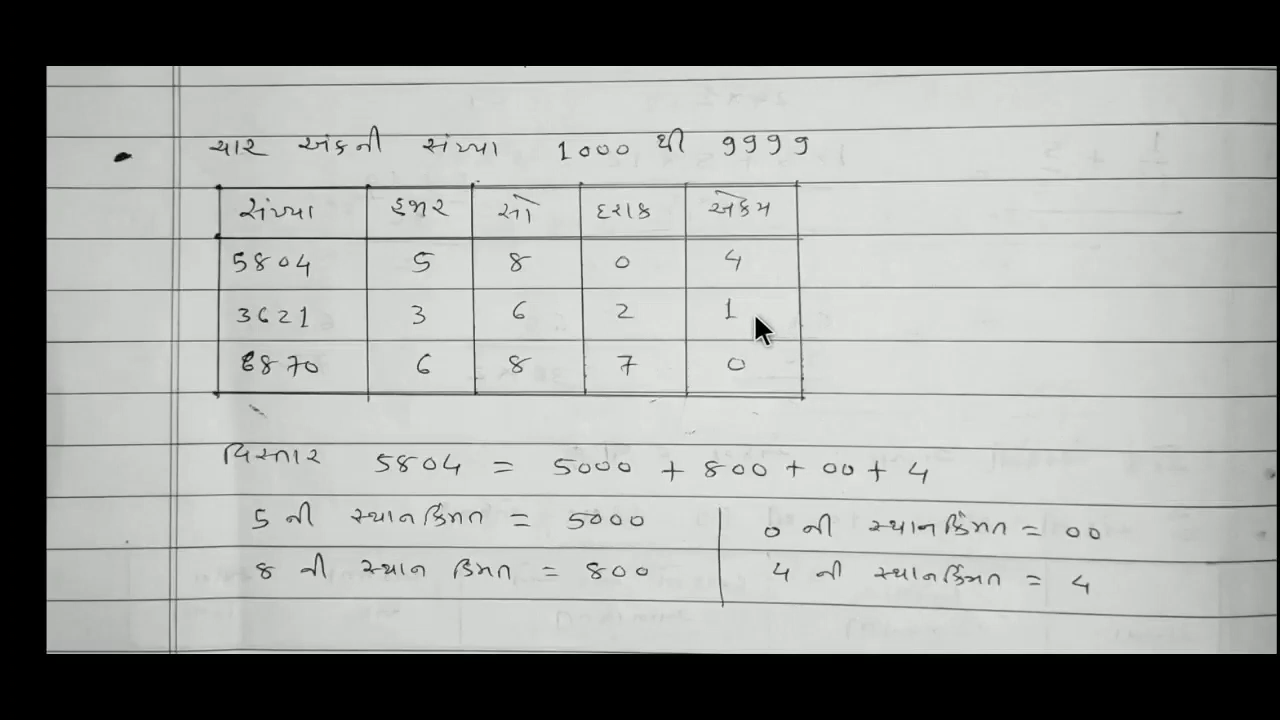 ચાર અંકની સંખ્યા 1000 થી 9999
સંખ્યા હજાર સો દશક એકમ
5804 5 8 0 4
3621 3 6 2 1
6870 6 8 7 0
વિસ્તાર 5804 = 5000 + 800 + 00 + 4
5 ની સ્થાનકિંમત = 5000
8 ની સ્થાન કિંમત = 800
0 ની સ્થાનકિંમત = 00
4 ની સ્થાનકિંમત = 4